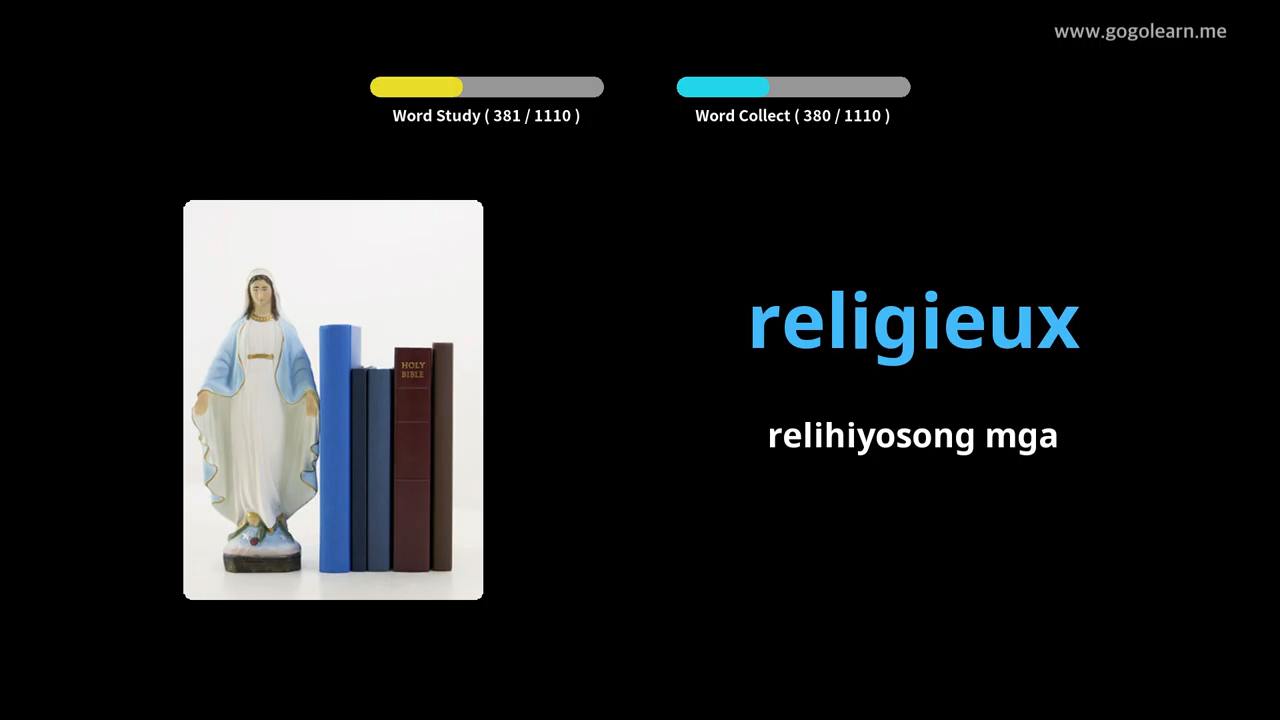 www.gogolearn.me
Word Study ( 381 / 1110 )
Word Collect ( 380 / 1110 )
HOLY
BIBLE
religieux
relihiyosong mga